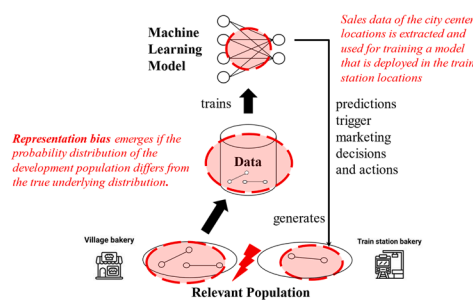 Machine
Learning
Model
Sales data of the city center
locations is extracted and
used for training a model
that is deployed in the train
station locations
trains
predictions
trigger
marketing
decisions
and actions
Representation bias emerges if the
probability distribution of the
development population differs from
the true underlying distribution.
Data
generates
Village bakery
Train station bakery
Relevant Population